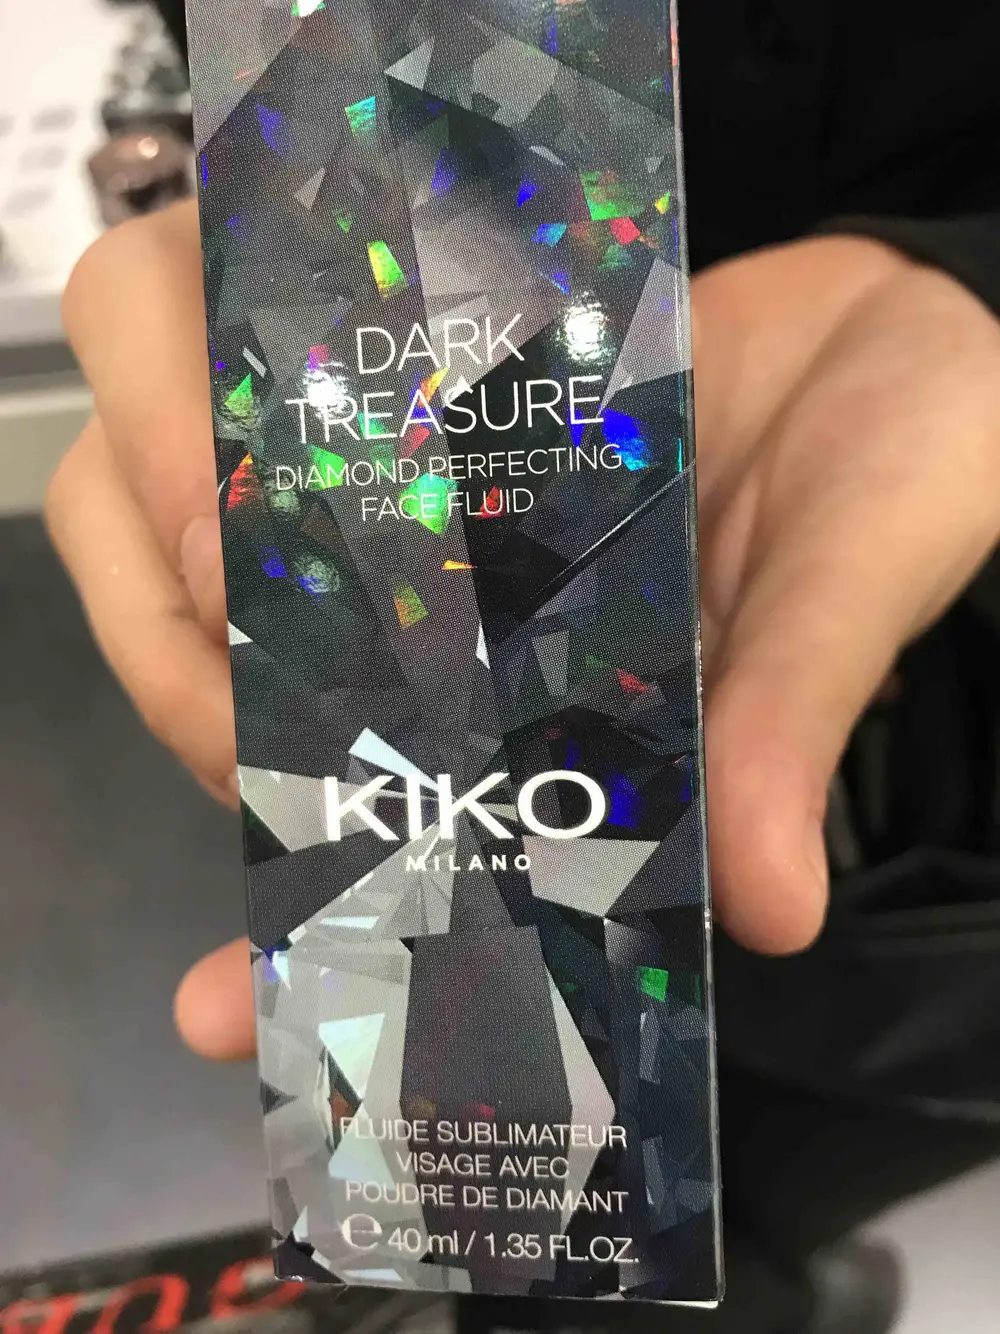 DARK
TREASURE
DIAMOND PERFECTING
FACE FLUID
KIKO
MILANO
FLUIDE SUBLIMATEUR
VISAGE AVEC
POUDRE DE DIAMANT
℮ 40 ml / 1.35 FL.OZ.